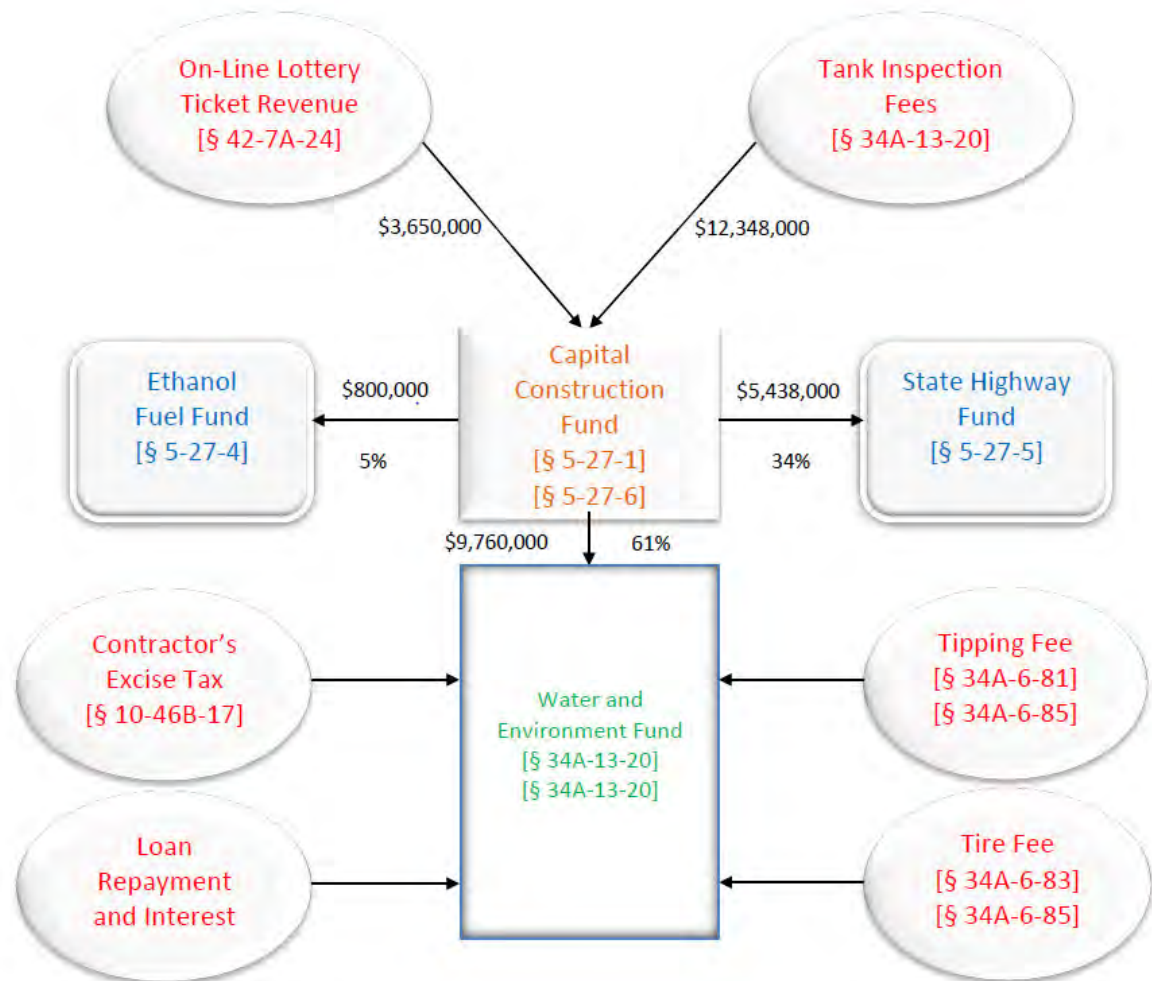 On-Line Lottery
Ticket Revenue
[§ 42-7A-24]
Tank Inspection
Fees
[§ 34A-13-20]
$3,650,000
$12,348,000
Ethanol
Fuel Fund
[§ 5-27-4]
$800,000
5%
Capital
Construction
Fund
[§ 5-27-1]
[§ 5-27-6]
$5,438,000
34%
State Highway
Fund
[§ 5-27-5]
$9,760,000
61%
Contractor's
Excise Tax
[§ 10-46B-17]
Water and
Environment Fund
[§ 34A-13-20]
[§ 34A-13-20]
Tipping Fee
[§ 34A-6-81]
[§ 34A-6-85]
Loan
Repayment
and Interest
Tire Fee
[§ 34A-6-83]
[§ 34A-6-85]